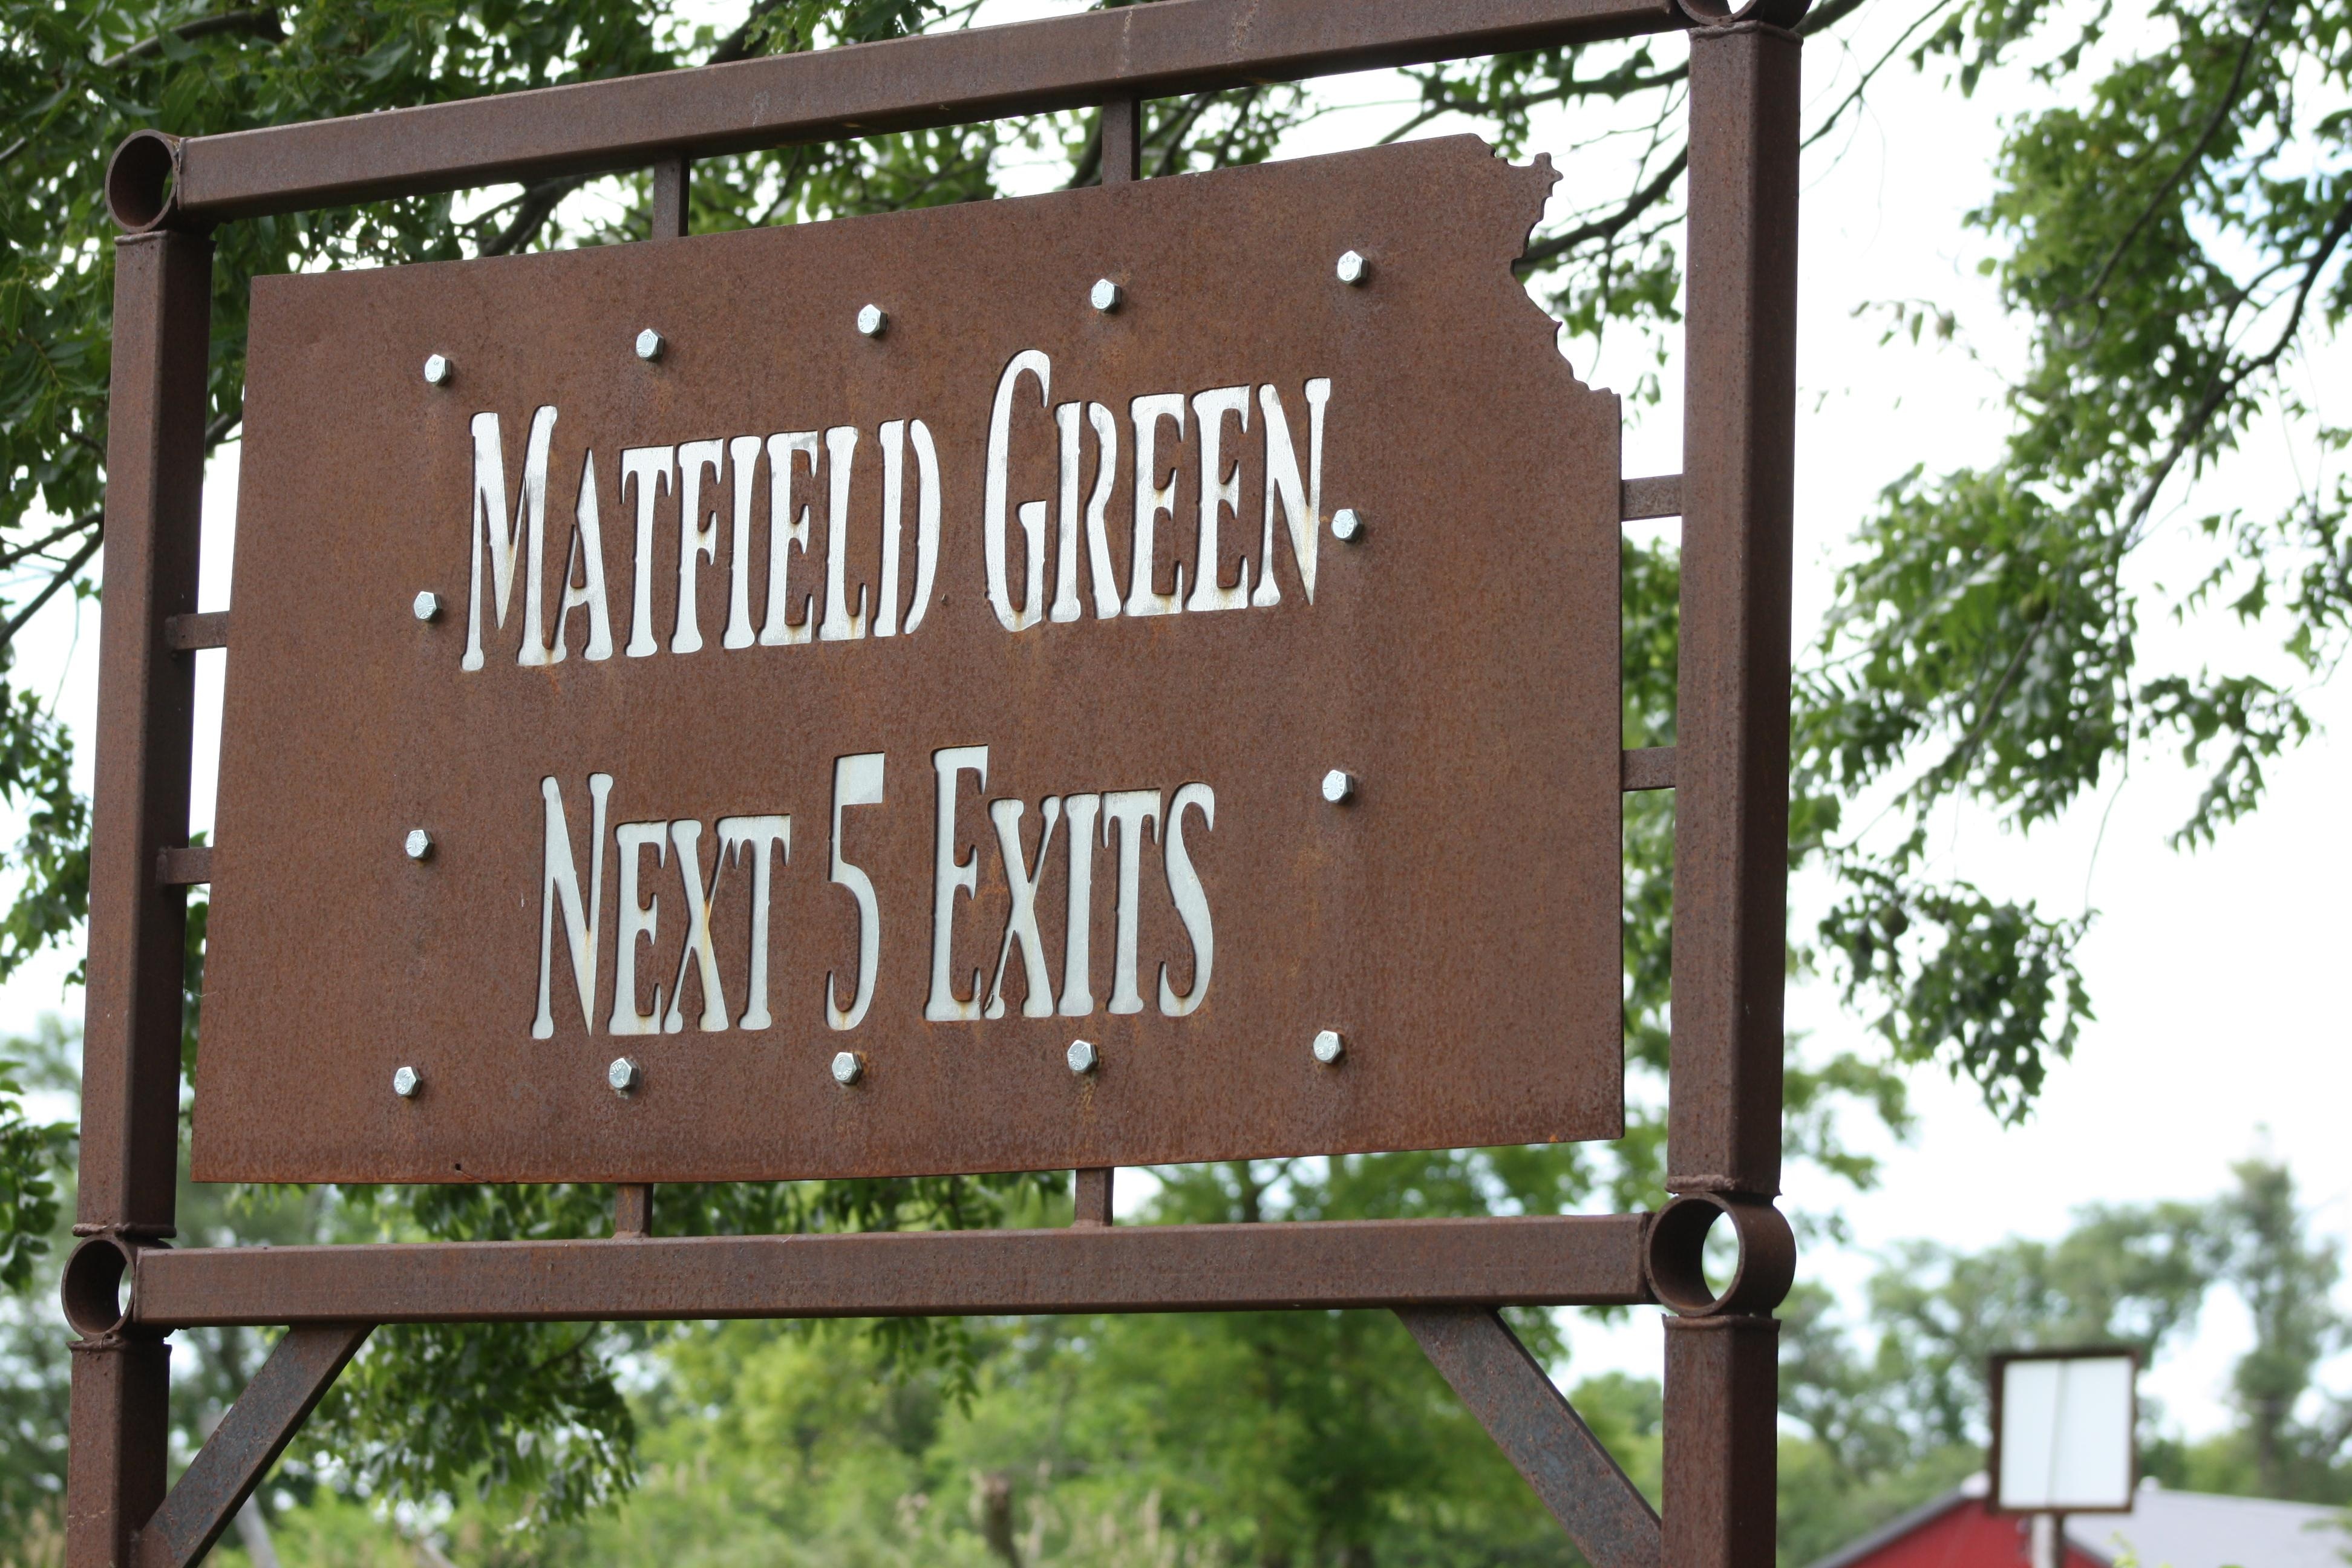 MATFIELD GREEN
NEXT 5 EXITS